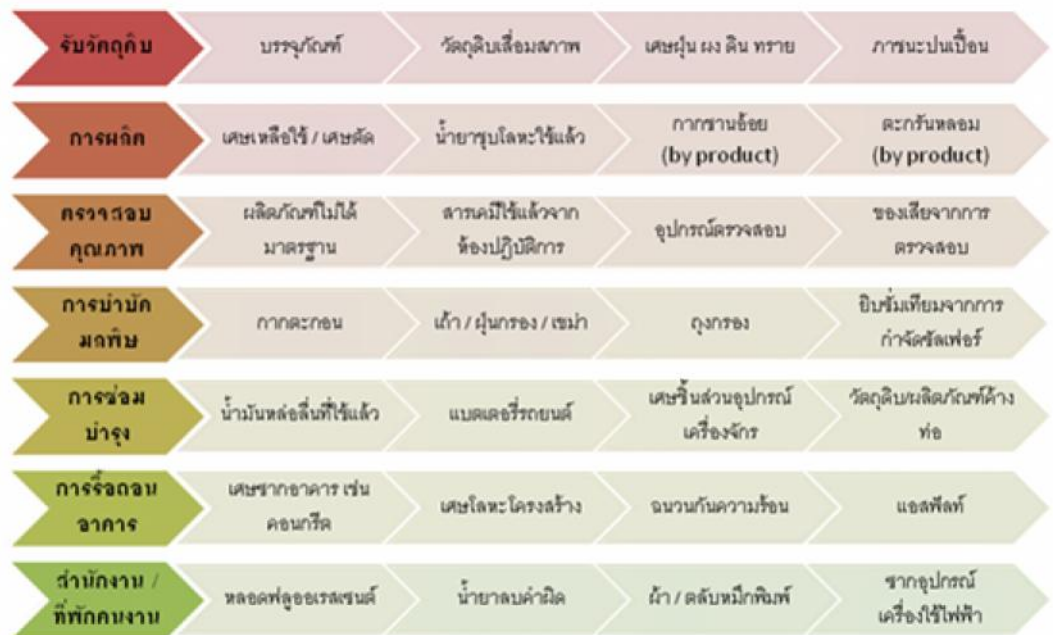 รับวัตถุดิบ
บรรจุภัณฑ์
วัตถุดิบเสื่อมสภาพ
เศษฝุ่น ผง ดิน ทราย
ภาชนะปนเปื้อน
การผลิต
เศษเหลือใช้ / เศษตัด
น้ำยาชุบโลหะใช้แล้ว
กากชานอ้อย
(by product)
ตะกรันหลอม
(by product)
ตรวจสอบ
คุณภาพ
ผลิตภัณฑ์ไม่ได้
มาตรฐาน
สารเคมีใช้แล้วจาก
ห้องปฏิบัติการ
อุปกรณ์ตรวจสอบ
ของเสียจากการ
ตรวจสอบ
การบำบัด
มลพิษ
กากตะกอน
เถ้า / ฝุ่นกรอง / เขม่า
ถุงกรอง
ยิบซั่มเทียมจากการ
กำจัดซัลเฟอร์
การซ่อม
บำรุง
น้ำมันหล่อลื่นที่ใช้แล้ว
แบตเตอรี่รถยนต์
เศษชิ้นส่วนอุปกรณ์
เครื่องจักร
วัตถุดิบ/ผลิตภัณฑ์ค้าง
ท่อ
การรื้อถอน
อาคาร
เศษซากอาคาร เช่น
คอนกรีต
เศษโลหะโครงสร้าง
ฉนวนกันความร้อน
แอสฟัลท์
สำนักงาน /
ที่พักคนงาน
หลอดฟลูออเรสเซนต์
น้ำยาลบคำผิด
ผ้า / ตลับหมึกพิมพ์
ซากอุปกรณ์
เครื่องใช้ไฟฟ้า